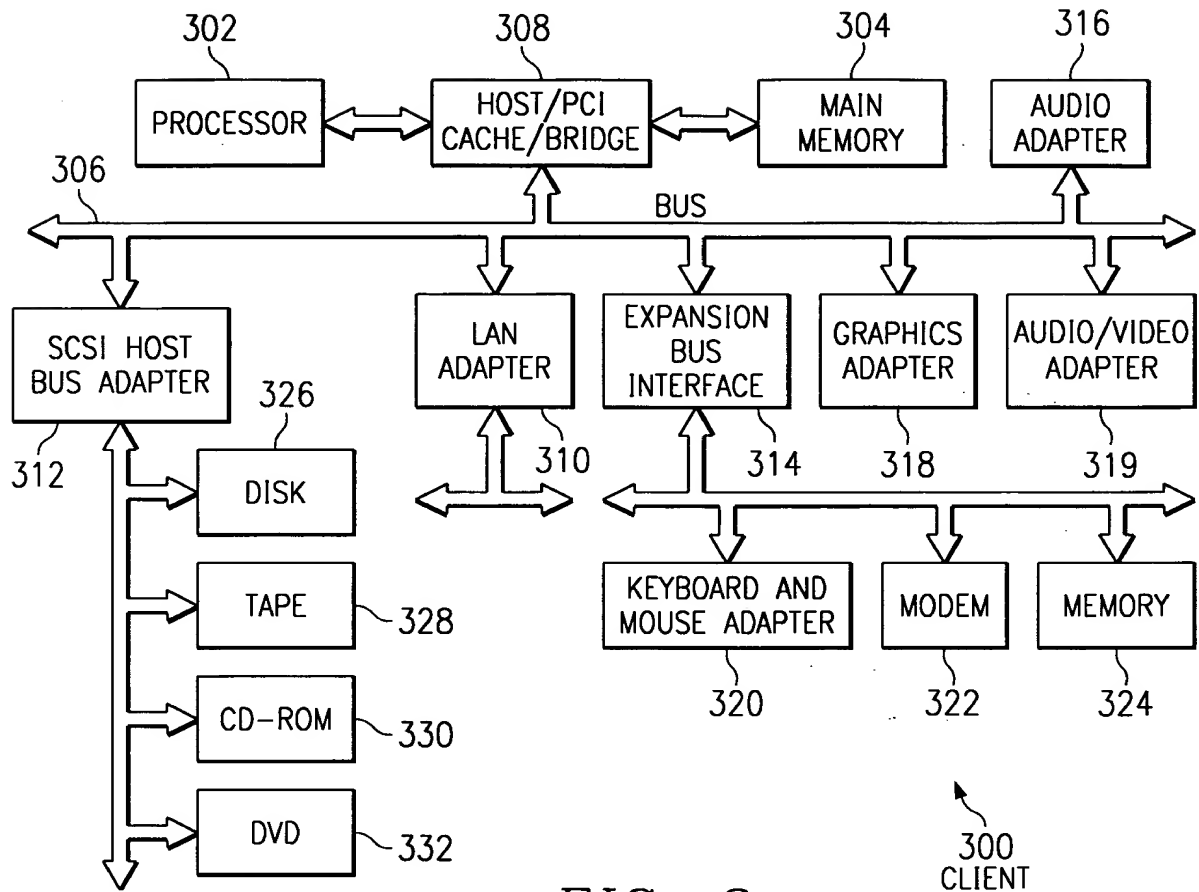 302
308
304
316
PROCESSOR
HOST/PCI
CACHE/BRIDGE
MAIN
MEMORY
AUDIO
ADAPTER
306
BUS
SCSI HOST
BUS ADAPTER
LAN
ADAPTER
EXPANSION
BUS
INTERFACE
GRAPHICS
ADAPTER
AUDIO/VIDEO
ADAPTER
312
326
310
314
318
319
DISK
TAPE
328
KEYBOARD AND
MOUSE ADAPTER
MODEM
MEMORY
320
322
324
CD-ROM
330
DVD
332
300
CLIENT